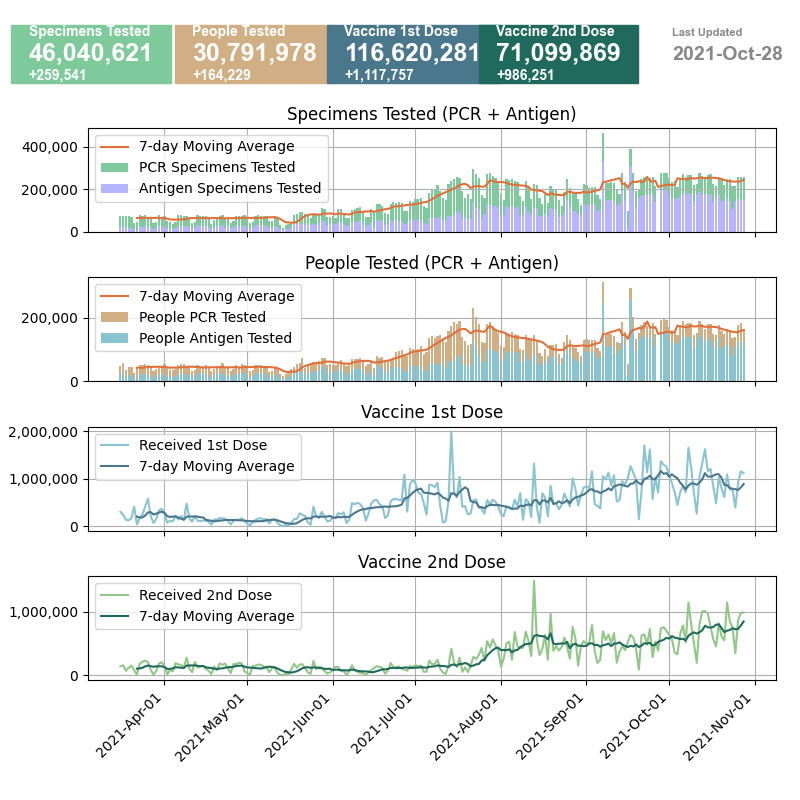 Specimens Tested
46,040,621
+259,541
People Tested
30,791,978
+164,229
Vaccine 1st Dose
116,620,281
+1,117,757
Vaccine 2nd Dose
71,099,869
+986,251
Last Updated
2021-Oct-28
Specimens Tested (PCR + Antigen)
400,000
200,000
0
7-day Moving Average
PCR Specimens Tested
Antigen Specimens Tested
People Tested (PCR + Antigen)
200,000
0
7-day Moving Average
People PCR Tested
People Antigen Tested
Vaccine 1st Dose
2,000,000
1,000,000
0
Received 1st Dose
7-day Moving Average
Vaccine 2nd Dose
1,000,000
0
Received 2nd Dose
7-day Moving Average
2021-Apr-01
2021-May-01
2021-Jun-01
2021-Jul-01
2021-Aug-01
2021-Sep-01
2021-Oct-01
2021-Nov-01